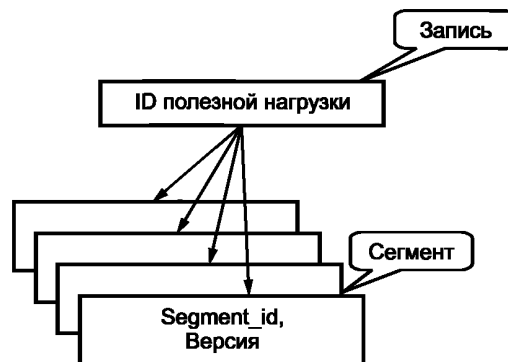 Запись
ID полезной нагрузки
Сегмент
Segment_id,
Версия